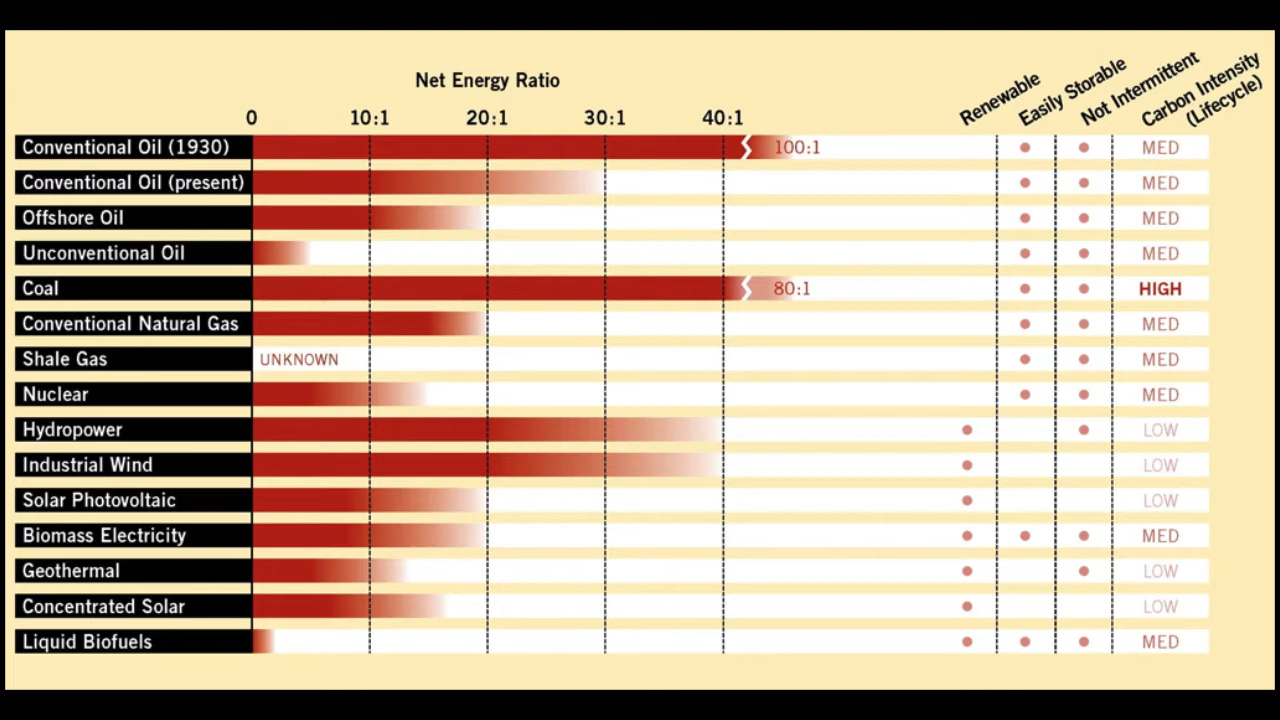 Net Energy Ratio
Renewable
Easily Storable
Not Intermittent
Carbon Intensity
(Lifecycle)
0 10:1 20:1 30:1 40:1
Conventional Oil (1930) 100:1 MED
Conventional Oil (present) MED
Offshore Oil MED
Unconventional Oil MED
Coal 80:1 HIGH
Conventional Natural Gas MED
Shale Gas UNKNOWN MED
Nuclear MED
Hydropower LOW
Industrial Wind LOW
Solar Photovoltaic LOW
Biomass Electricity MED
Geothermal LOW
Concentrated Solar LOW
Liquid Biofuels MED